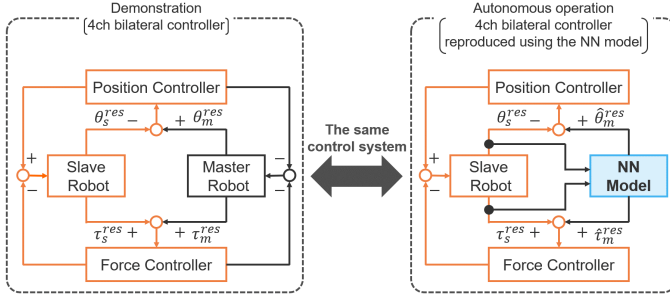 Demonstration
[4ch bilateral controller]
Position Controller
θ_s^{res} − + θ_m^{res}
+ −
Slave
Robot
Master
Robot
− −
τ_s^{res} + + τ_m^{res}
Force Controller
The same
control system
Autonomous operation
[4ch bilateral controller
reproduced using the NN model]
Position Controller
θ_s^{res} − + θ̂_m^{res}
+
Slave
Robot
NN
Model
−
τ_s^{res} + + t̂_m^{res}
Force Controller